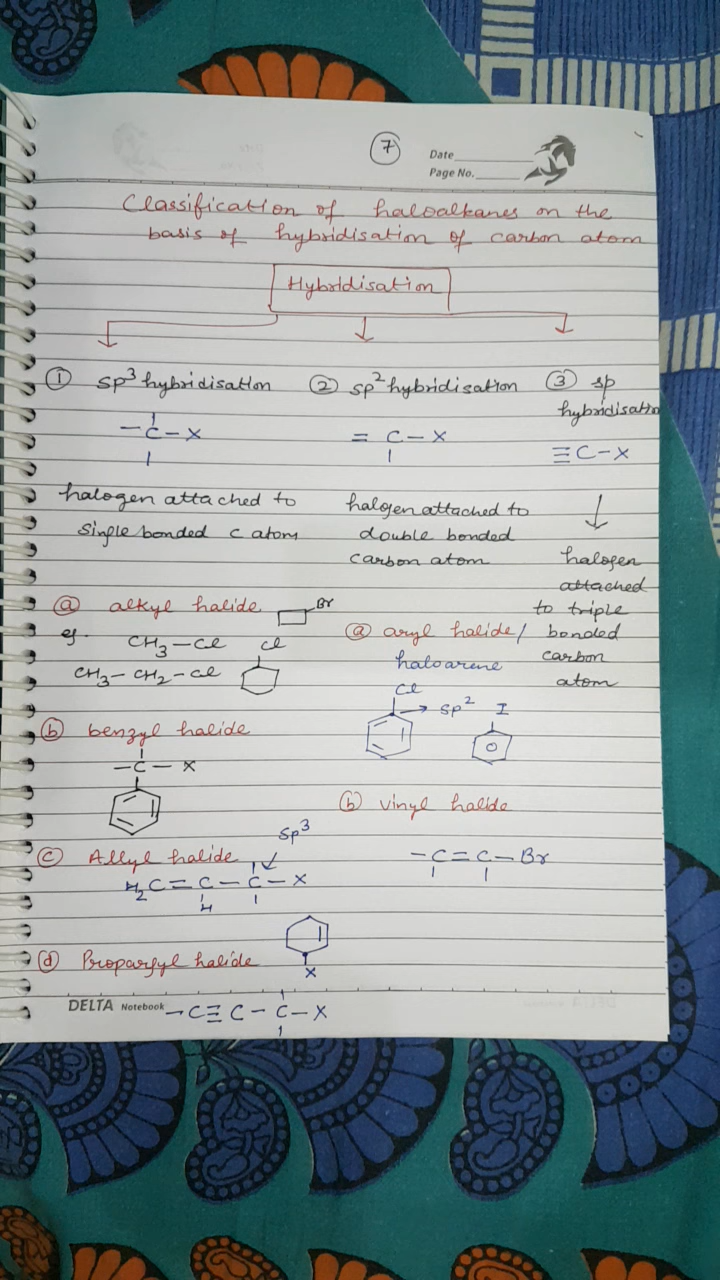 7
Date
Page No.
Classification of haloalkanes on the
basis of hybridisation of carbon atom
Hybridisation
① sp³ hybridisation
-C-X
halogen attached to
single bonded C atom
ⓐ alkyl halide
Br
eg. CH₃-Cl
Cl
CH₃-CH₂-Cl
ⓑ benzyl halide
-C-X
ⓒ Allyl halide
sp³
H₂C=C-C-X
H
X
ⓓ Propargyl halide
-C≡C-C-X
② sp² hybridisation
=C-X
halogen attached to
double bonded
carbon atom
ⓐ aryl halide/
haloarene
Cl
→ sp²
I
ⓑ vinyl halide
-C=C-Br
③ sp
hybridisatio
≡C-X
halogen
attached
to triple
bonded
carbon
atom
DELTA Notebook